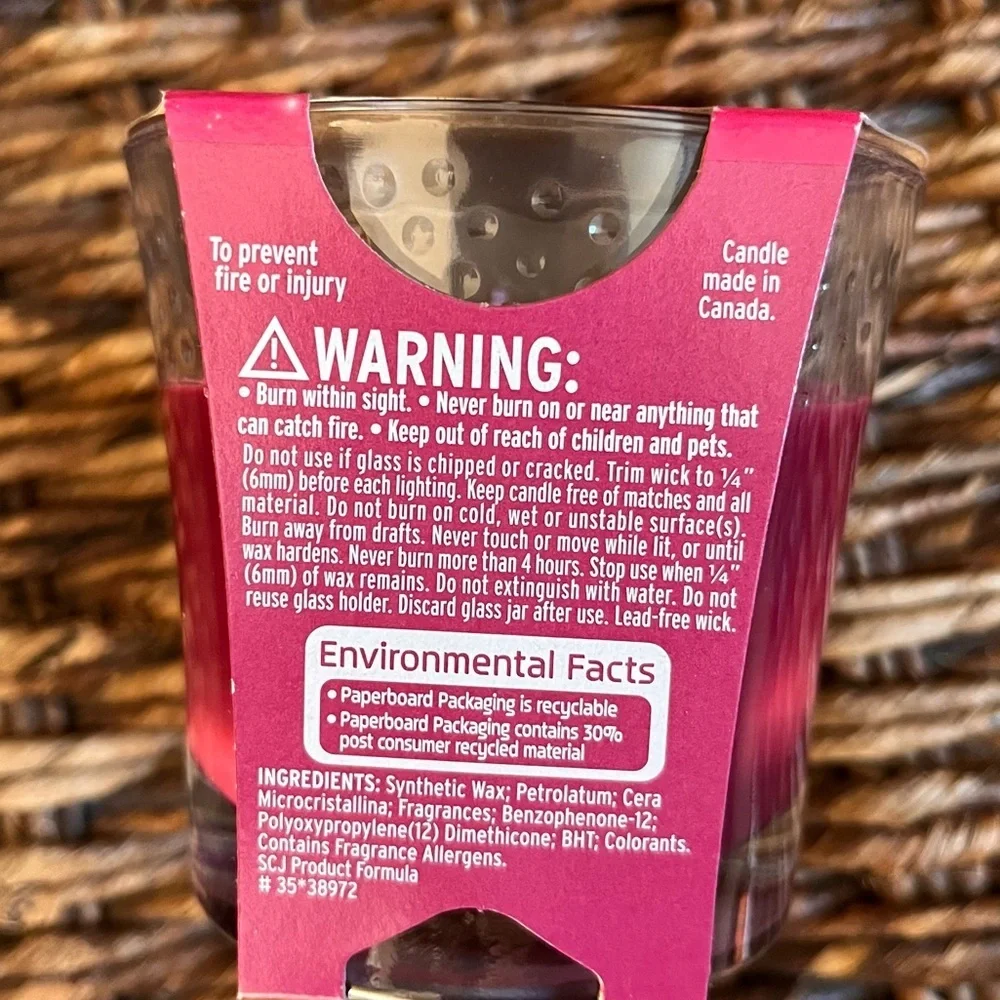 To prevent
fire or injury
Candle
made in
Canada.
WARNING:
• Burn within sight. • Never burn on or near anything that
can catch fire. • Keep out of reach of children and pets.
Do not use if glass is chipped or cracked. Trim wick to ¼"
(6mm) before each lighting. Keep candle free of matches and all
material. Do not burn on cold, wet or unstable surface(s).
Burn away from drafts. Never touch or move while lit, or until
wax hardens. Never burn more than 4 hours. Stop use when ¼"
(6mm) of wax remains. Do not extinguish with water. Do not
reuse glass holder. Discard glass jar after use. Lead-free wick.
Environmental Facts
• Paperboard Packaging is recyclable
• Paperboard Packaging contains 30%
post consumer recycled material
INGREDIENTS: Synthetic Wax; Petrolatum; Cera
Microcristallina; Fragrances; Benzophenone-12;
Polyoxypropylene(12) Dimethicone; BHT; Colorants.
Contains Fragrance Allergens.
SCJ Product Formula
# 35*38972